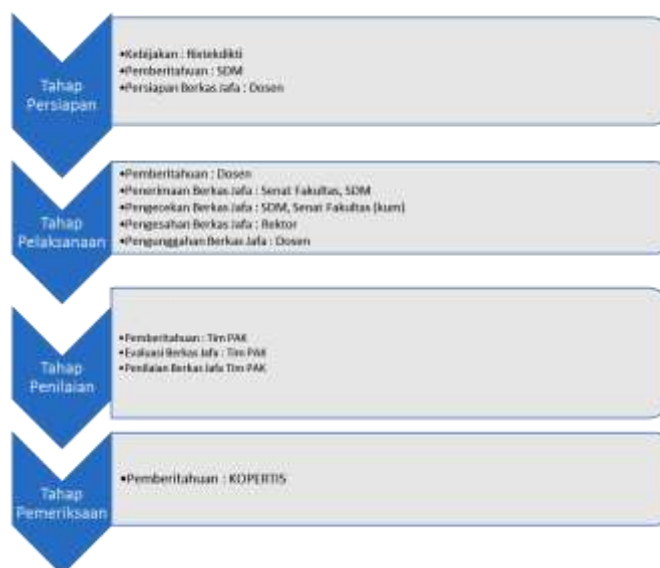 Tahap
Persiapan
•Kebijakan : Ristekdikti
•Pemberitahuan : SDM
•Persiapan Berkas Jafa : Dosen
Tahap
Pelaksanaan
•Pemberitahuan : Dosen
•Penerimaan Berkas Jafa : Senat Fakultas, SDM
•Pengecekan Berkas Jafa : SDM, Senat Fakultas (kum)
•Pengesahan Berkas Jafa : Rektor
•Pengunggahan Berkas Jafa : Dosen
Tahap
Penilaian
•Pemberitahuan : Tim PAK
•Evaluasi Berkas Jafa : Tim PAK
•Penilaian Berkas Jafa Tim PAK
Tahap
Pemeriksaan
•Pemberitahuan : KOPERTIS